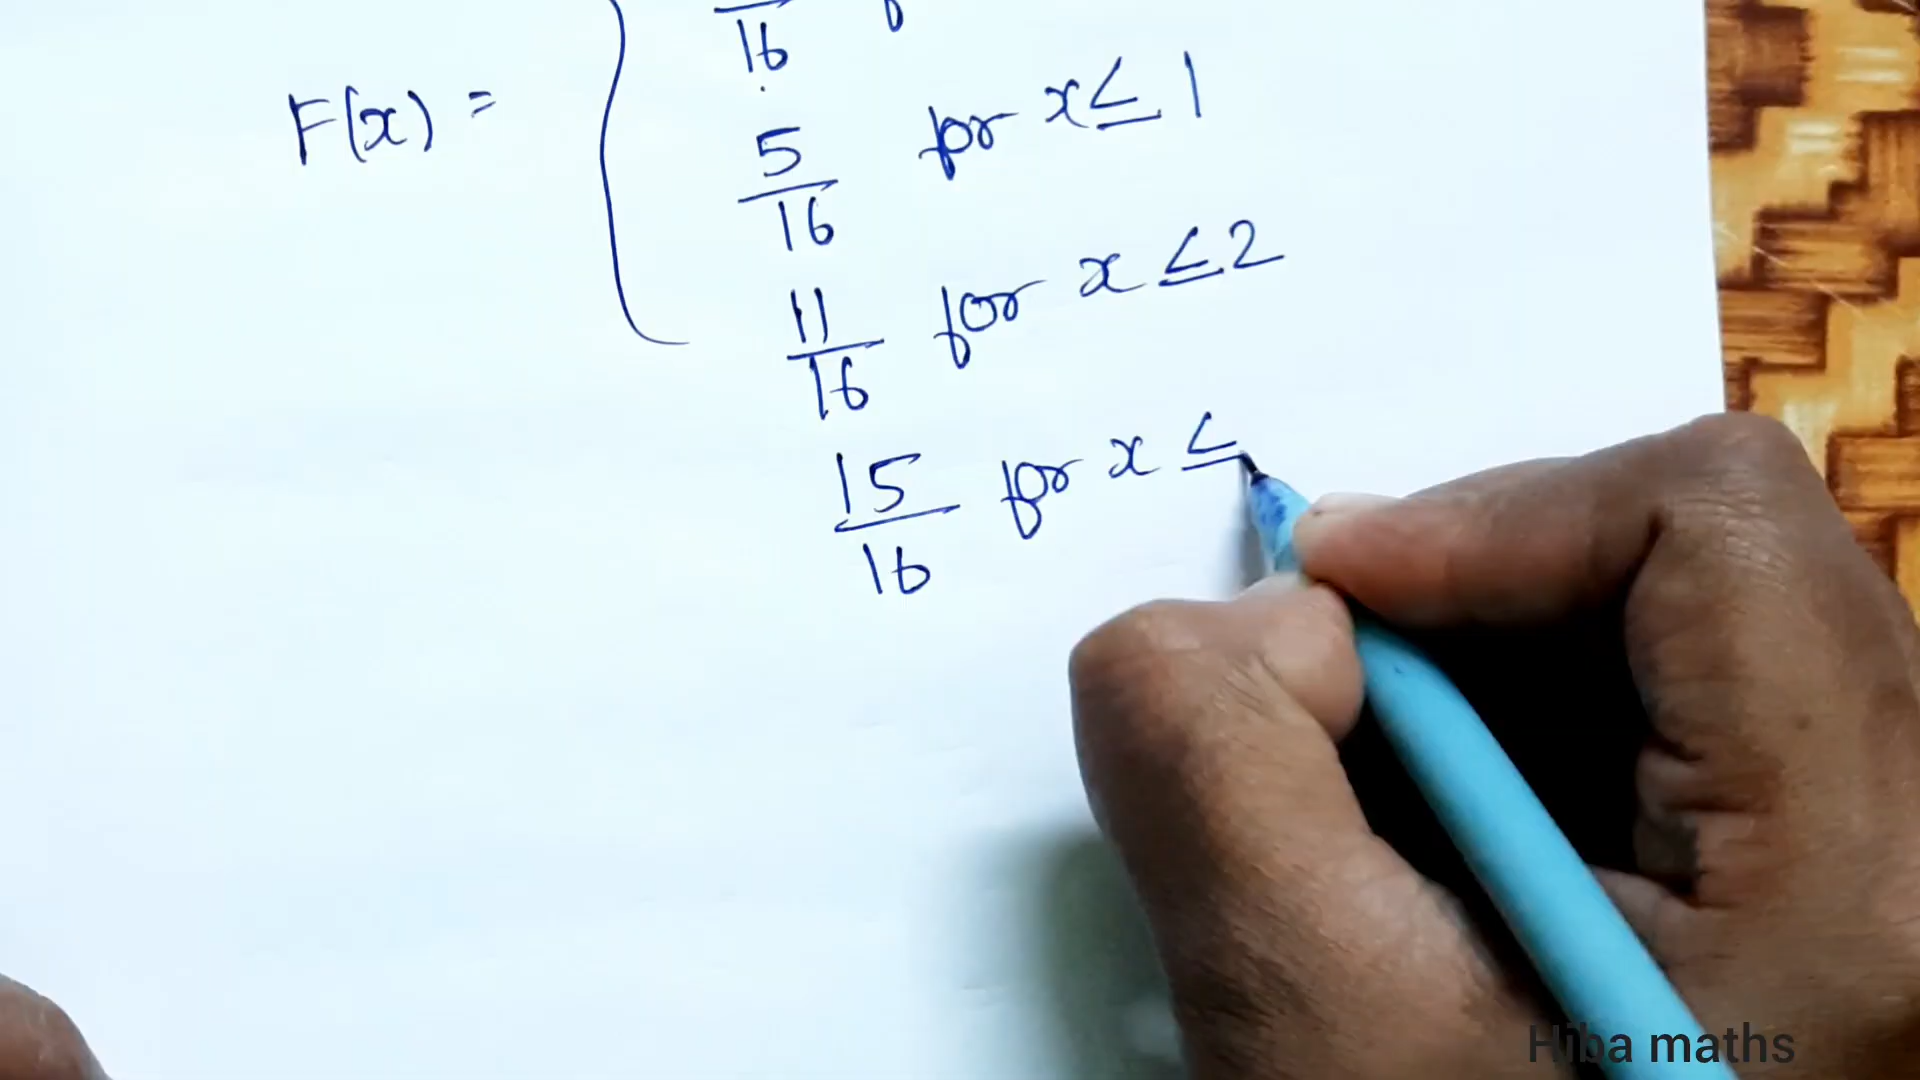 16
F(x) =
5/16 for x ≤ 1
11/16 for x ≤ 2
15/16 for x ≤
Hiba maths